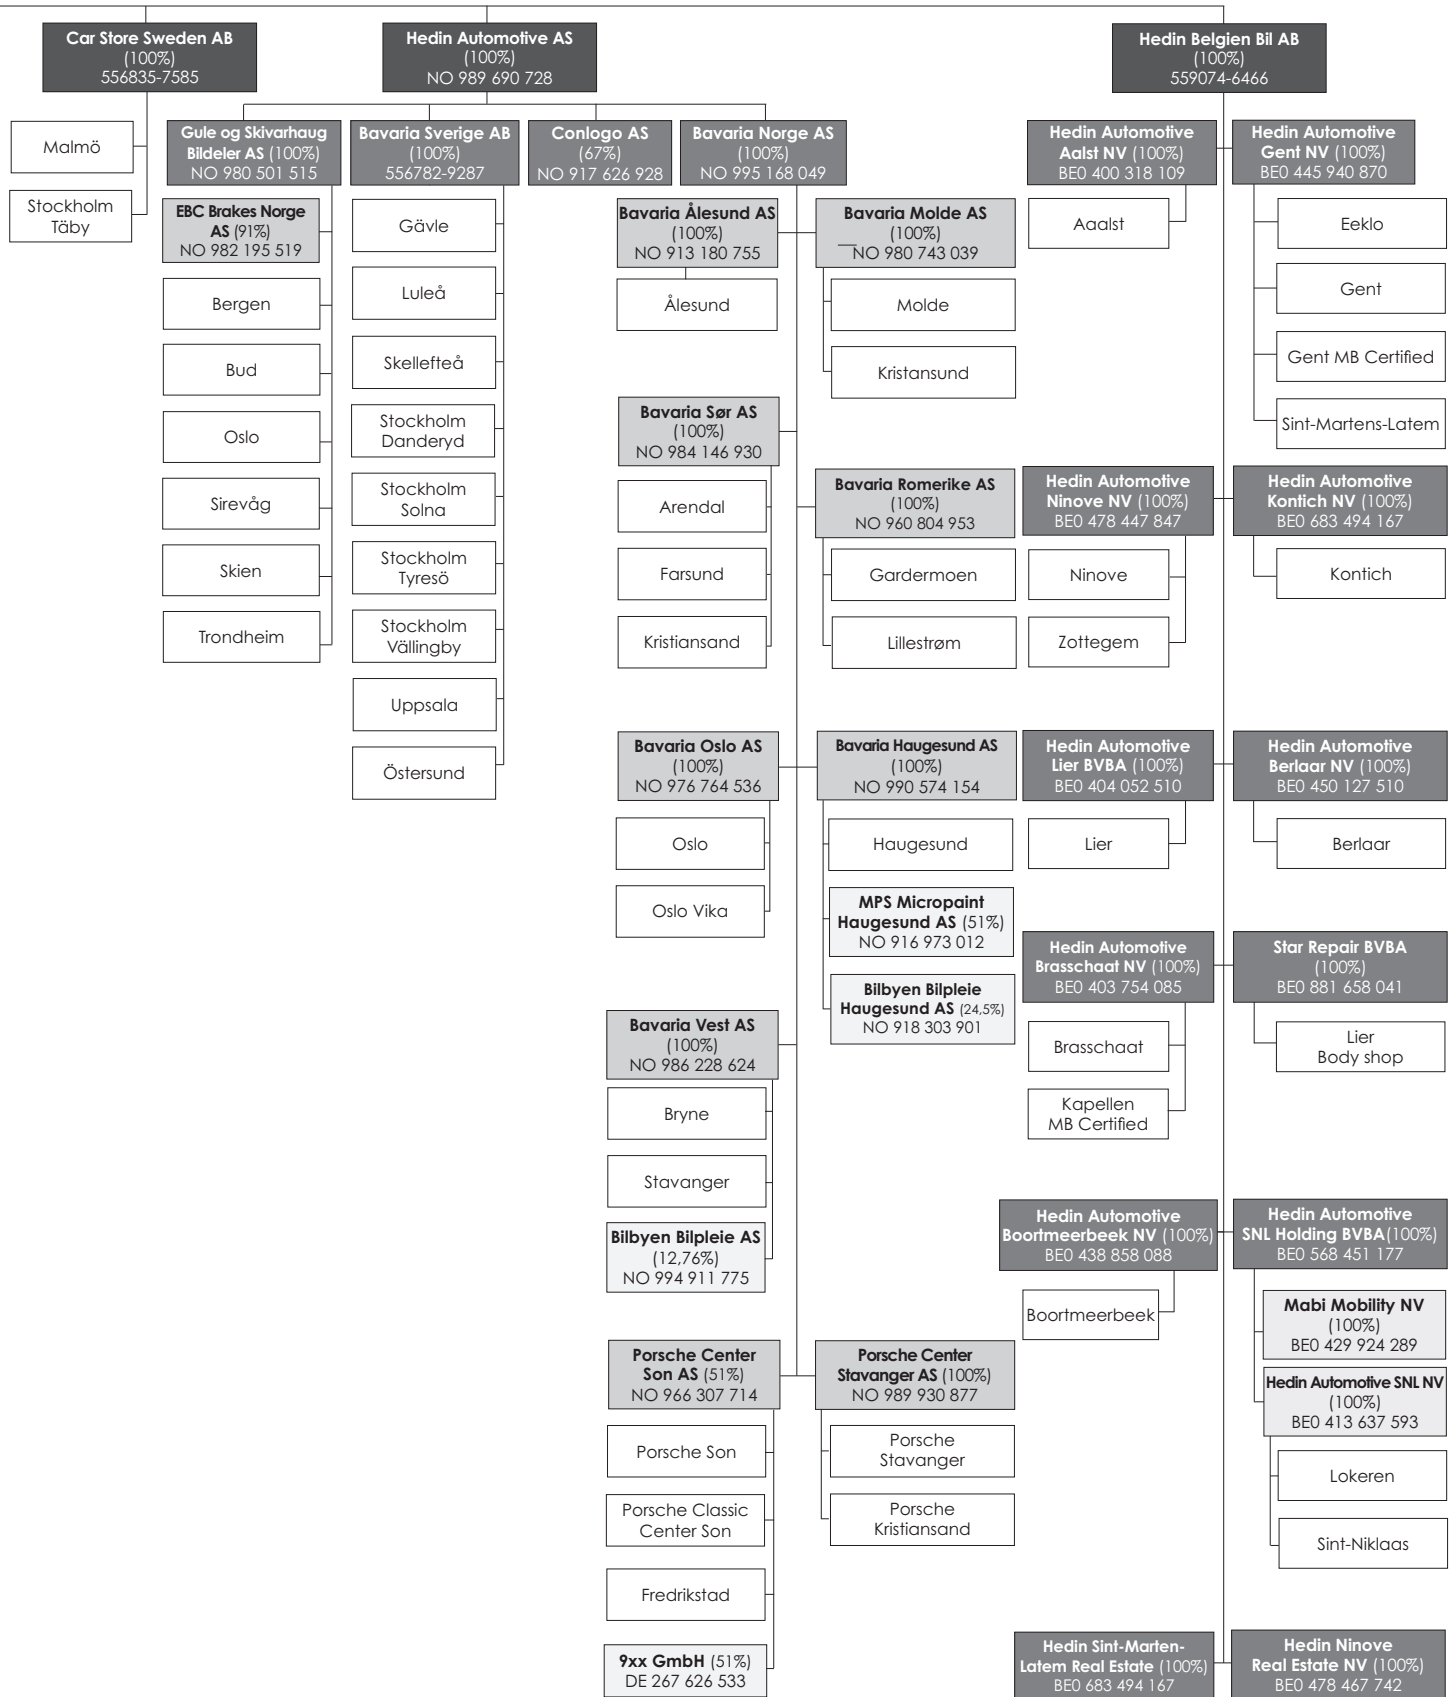 Car Store Sweden AB
(100%)
556835-7585
Malmö
Stockholm
Täby
Hedin Automotive AS
(100%)
NO 989 690 728
Gule og Skivarhaug
Bildeler AS (100%)
NO 980 501 515
EBC Brakes Norge
AS (91%)
NO 982 195 519
Bergen
Bud
Oslo
Sirevåg
Skien
Trondheim
Bavaria Sverige AB
(100%)
556782-9287
Gävle
Luleå
Skellefteå
Stockholm
Danderyd
Stockholm
Solna
Stockholm
Tyresö
Stockholm
Vällingby
Uppsala
Östersund
Conlogo AS
(67%)
NO 917 626 928
Bavaria Norge AS
(100%)
NO 995 168 049
Bavaria Ålesund AS
(100%)
NO 913 180 755
Ålesund
Bavaria Molde AS
(100%)
NO 980 743 039
Molde
Kristansund
Bavaria Sør AS
(100%)
NO 984 146 930
Arendal
Farsund
Kristiansand
Bavaria Romerike AS
(100%)
NO 960 804 953
Gardermoen
Lillestrøm
Bavaria Oslo AS
(100%)
NO 976 764 536
Oslo
Oslo Vika
Bavaria Haugesund AS
(100%)
NO 990 574 154
Haugesund
MPS Micropaint
Haugesund AS (51%)
NO 916 973 012
Bilbyen Bilpleie
Haugesund AS (24,5%)
NO 918 303 901
Bavaria Vest AS
(100%)
NO 986 228 624
Bryne
Stavanger
Bilbyen Bilpleie AS
(12,76%)
NO 994 911 775
Porsche Center
Son AS (51%)
NO 966 307 714
Porsche Son
Porsche Classic
Center Son
Fredrikstad
9xx GmbH (51%)
DE 267 626 533
Porsche Center
Stavanger AS (100%)
NO 989 930 877
Porsche
Stavanger
Porsche
Kristiansand
Hedin Belgien Bil AB
(100%)
559074-6466
Hedin Automotive
Aalst NV (100%)
BE0 400 318 109
Aaalst
Hedin Automotive
Gent NV (100%)
BE0 445 940 870
Eeklo
Gent
Gent MB Certified
Sint-Martens-Latem
Hedin Automotive
Ninove NV (100%)
BE0 478 447 847
Ninove
Zottegem
Hedin Automotive
Kontich NV (100%)
BE0 683 494 167
Kontich
Hedin Automotive
Lier BVBA (100%)
BE0 404 052 510
Lier
Hedin Automotive
Berlaar NV (100%)
BE0 450 127 510
Berlaar
Hedin Automotive
Brasschaat NV (100%)
BE0 403 754 085
Brasschaat
Kapellen
MB Certified
Star Repair BVBA
(100%)
BE0 881 658 041
Lier
Body shop
Hedin Automotive
Boortmeerbeek NV (100%)
BE0 438 858 088
Boortmeerbeek
Hedin Automotive
SNL Holding BVBA(100%)
BE0 568 451 177
Mabi Mobility NV
(100%)
BE0 429 924 289
Hedin Automotive SNL NV
(100%)
BE0 413 637 593
Lokeren
Sint-Niklaas
Hedin Sint-Marten-
Latem Real Estate (100%)
BE0 683 494 167
Hedin Ninove
Real Estate NV (100%)
BE0 478 467 742